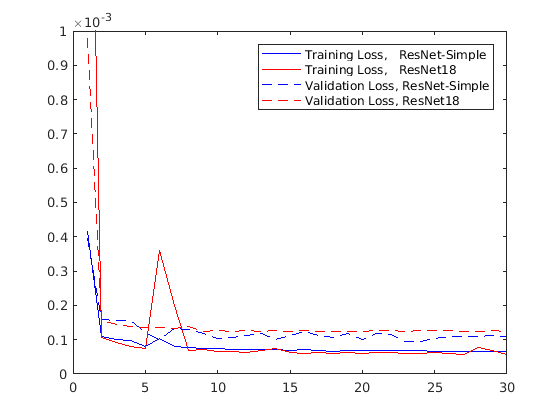 ×10-3
1
0.9
0.8
0.7
0.6
0.5
0.4
0.3
0.2
0.1
0
0 5 10 15 20 25 30
Training Loss,   ResNet-Simple
Training Loss,   ResNet18
Validation Loss, ResNet-Simple
Validation Loss, ResNet18